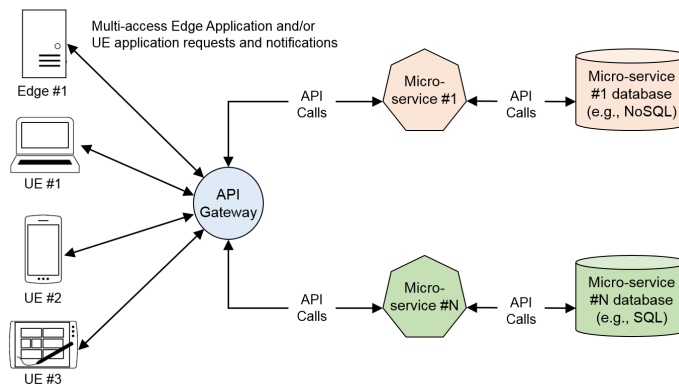 Multi-access Edge Application and/or
UE application requests and notifications
Edge #1
UE #1
UE #2
UE #3
API
Gateway
API
Calls
Micro-
service #1
API
Calls
Micro-service
#1 database
(e.g., NoSQL)
API
Calls
Micro-
service #N
API
Calls
Micro-service
#N database
(e.g., SQL)